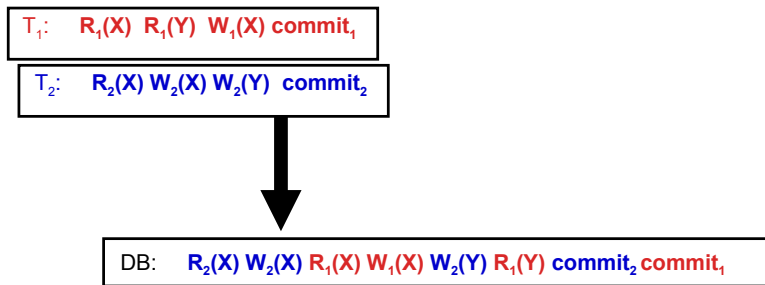 T₁: R₁(X) R₁(Y) W₁(X) commit₁
T₂: R₂(X) W₂(X) W₂(Y) commit₂
DB: R₂(X) W₂(X) R₁(X) W₁(X) W₂(Y) R₁(Y) commit₂ commit₁